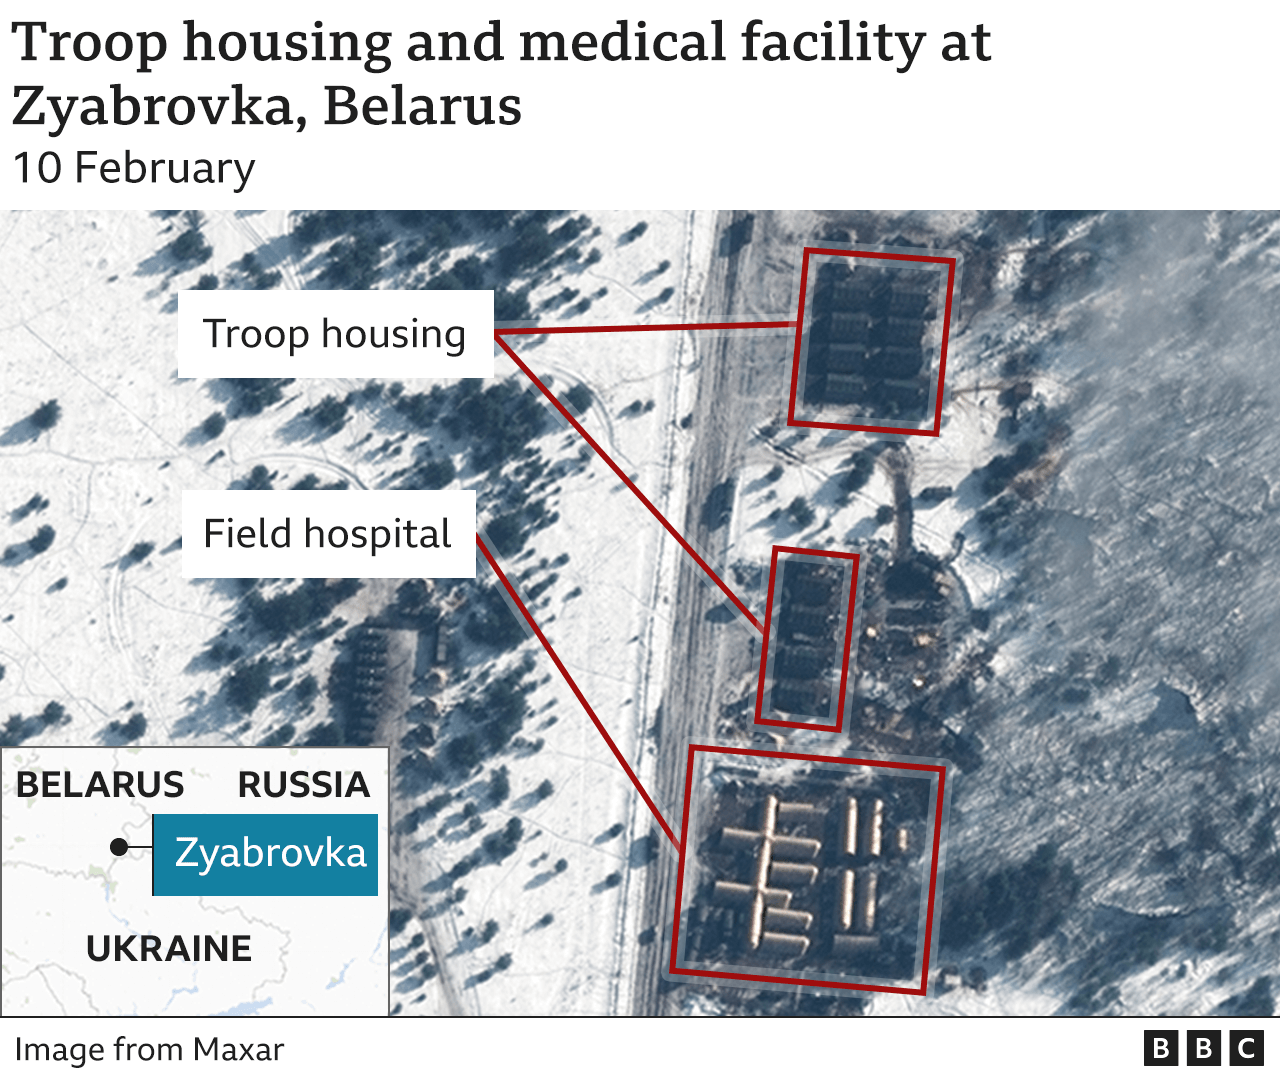 Troop housing and medical facility at
Zyabrovka, Belarus
10 February
Troop housing
Field hospital
BELARUS RUSSIA
Zyabrovka
UKRAINE
Image from Maxar
BBC